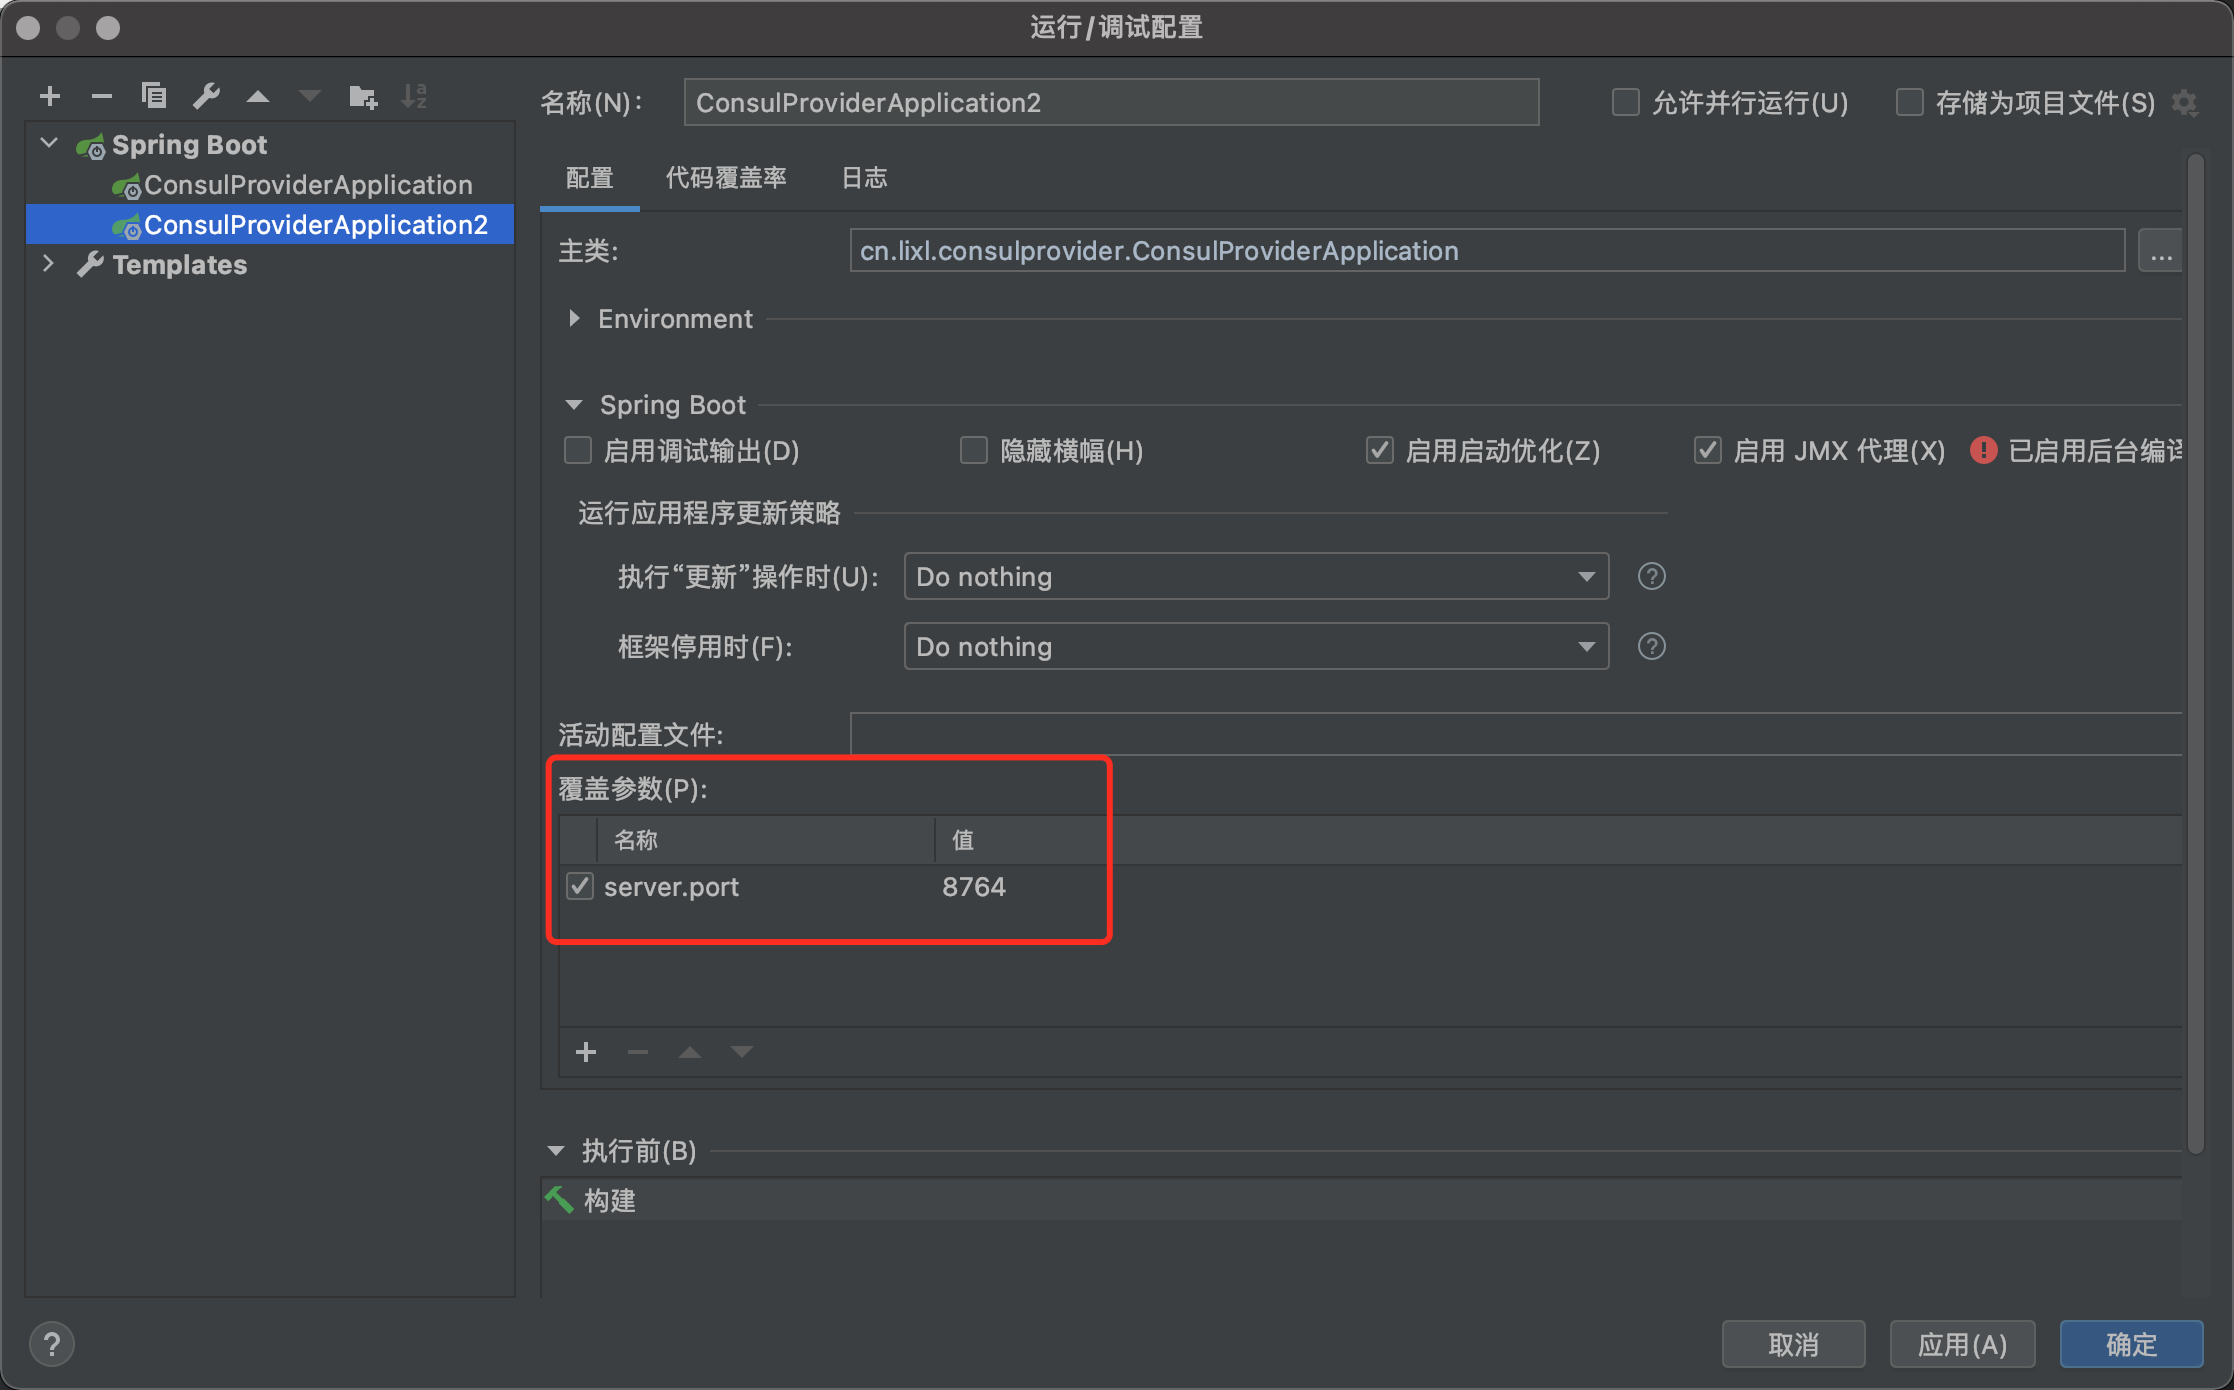 运行/调试配置
Spring Boot
ConsulProviderApplication
ConsulProviderApplication2
Templates
名称(N): ConsulProviderApplication2 允许并行运行(U) 存储为项目文件(S)
配置 代码覆盖率 日志
主类: cn.lixl.consulprovider.ConsulProviderApplication ...
Environment
Spring Boot
启用调试输出(D) 隐藏横幅(H) 启用启动优化(Z) 启用 JMX 代理(X) 已启用后台编译
运行应用程序更新策略
执行“更新”操作时(U): Do nothing ?
框架停用时(F): Do nothing ?
活动配置文件:
覆盖参数(P):
名称 值
server.port 8764
执行前(B)
构建
? 取消 应用(A) 确定